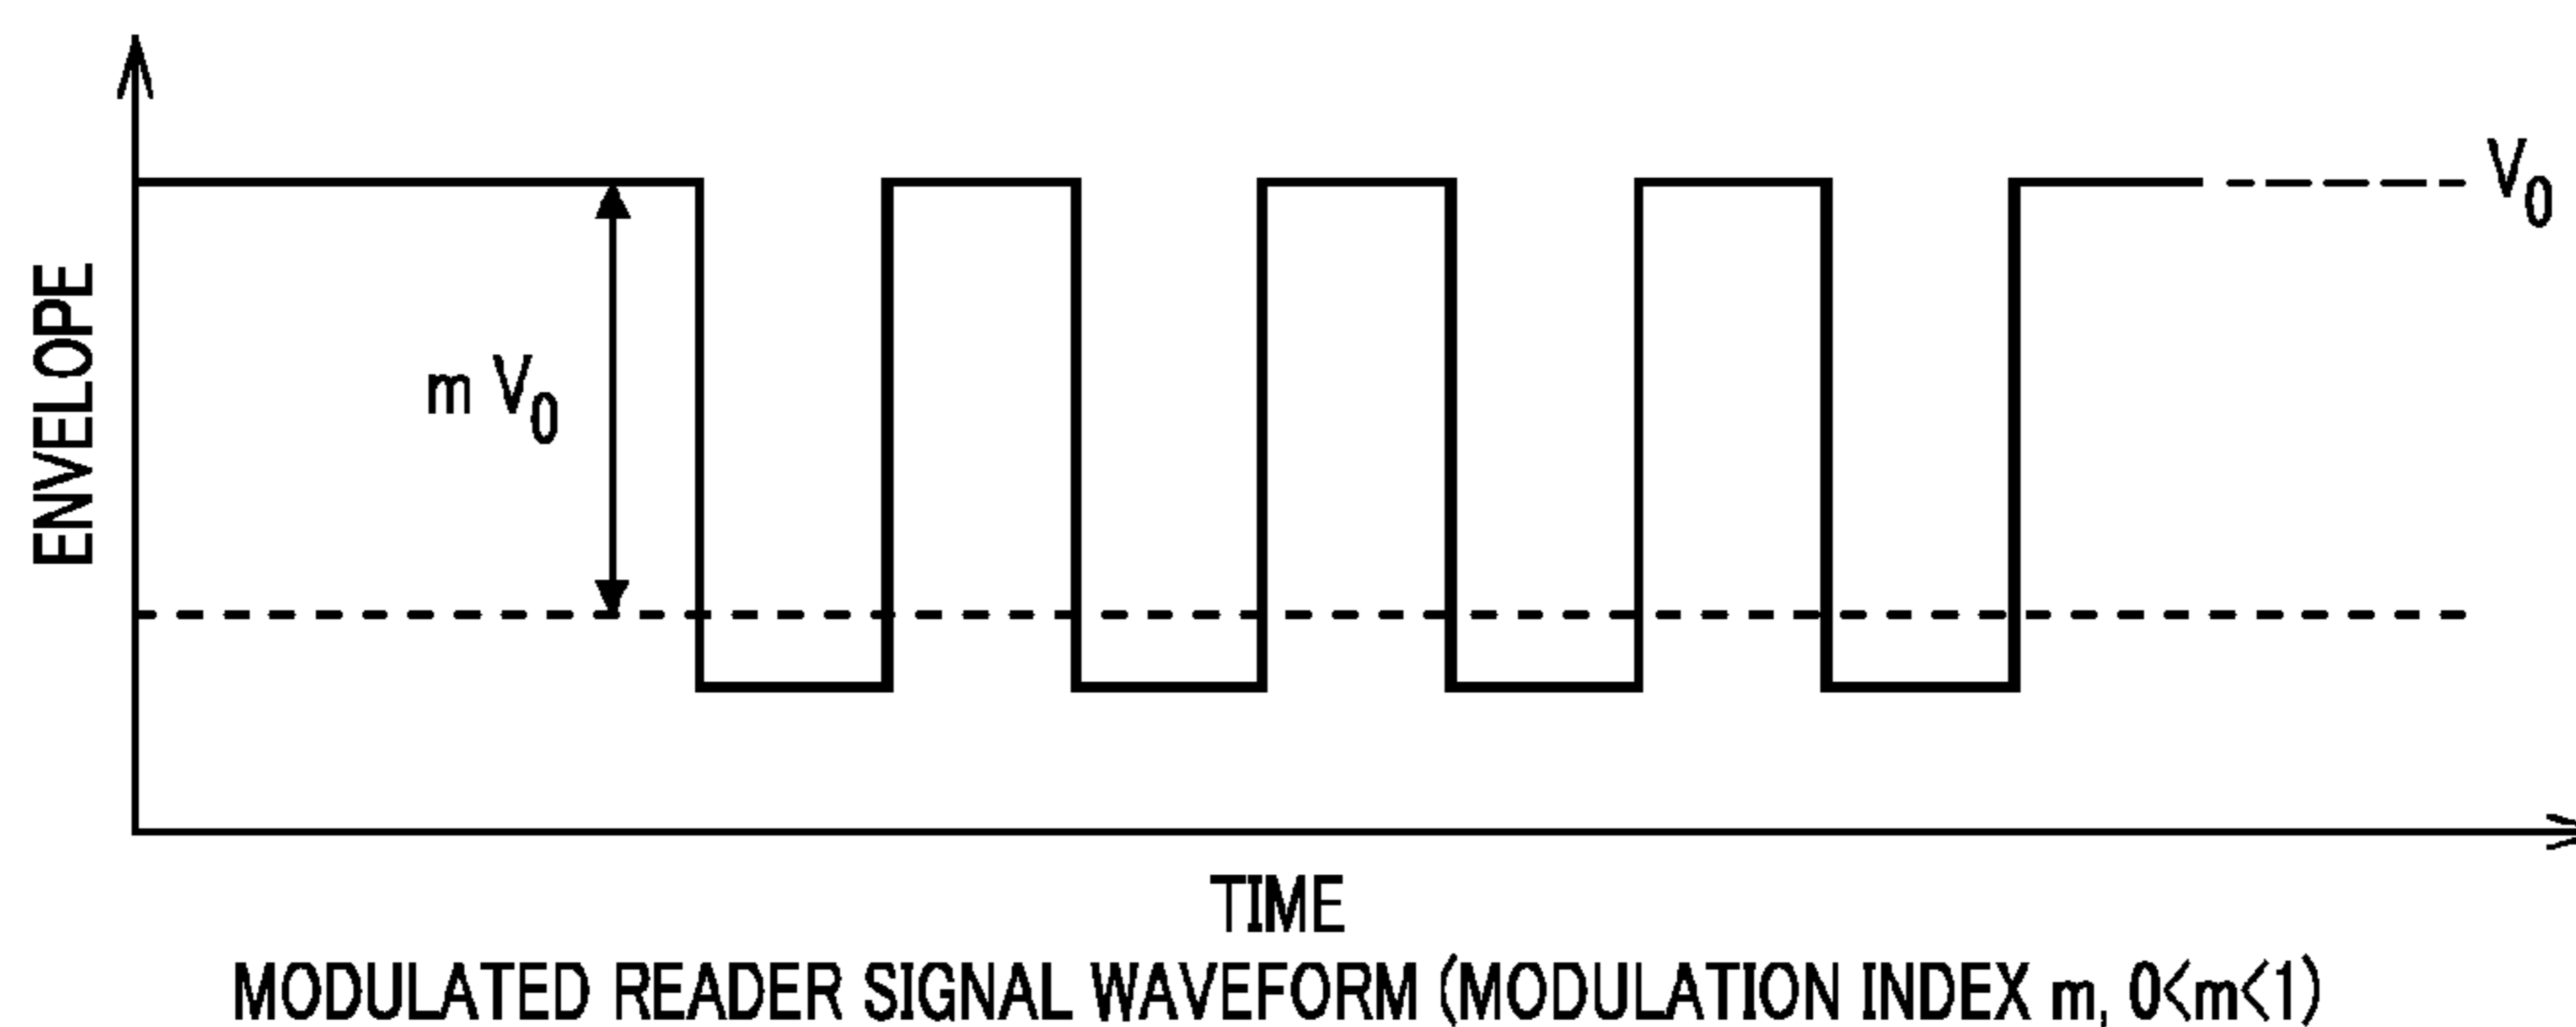 V0
m V0
ENVELOPE
TIME
MODULATED READER SIGNAL WAVEFORM (MODULATION INDEX m, 0<m<1)